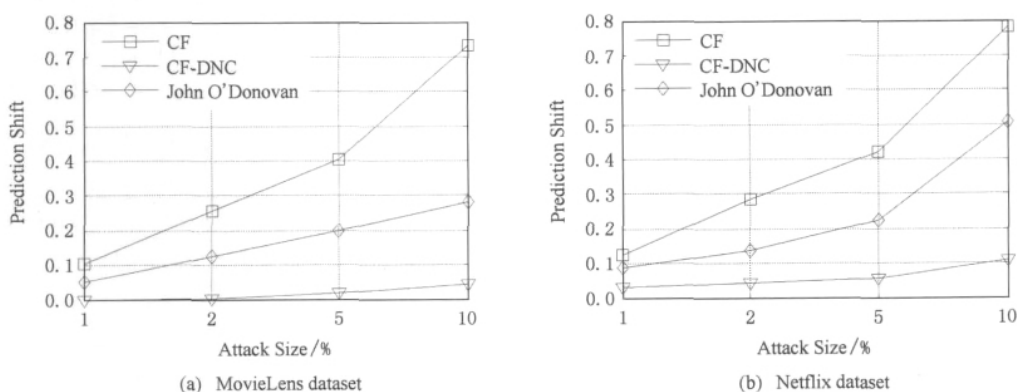 0.8
0.7
0.6
0.5
0.4
0.3
0.2
0.1
0.0
Prediction Shift
CF
CF-DNC
John O'Donovan
1 2 5 10
Attack Size/%
(a) MovieLens dataset
0.8
0.7
0.6
0.5
0.4
0.3
0.2
0.1
0.0
Prediction Shift
CF
CF-DNC
John O'Donovan
1 2 5 10
Attack Size/%
(b) Netflix dataset